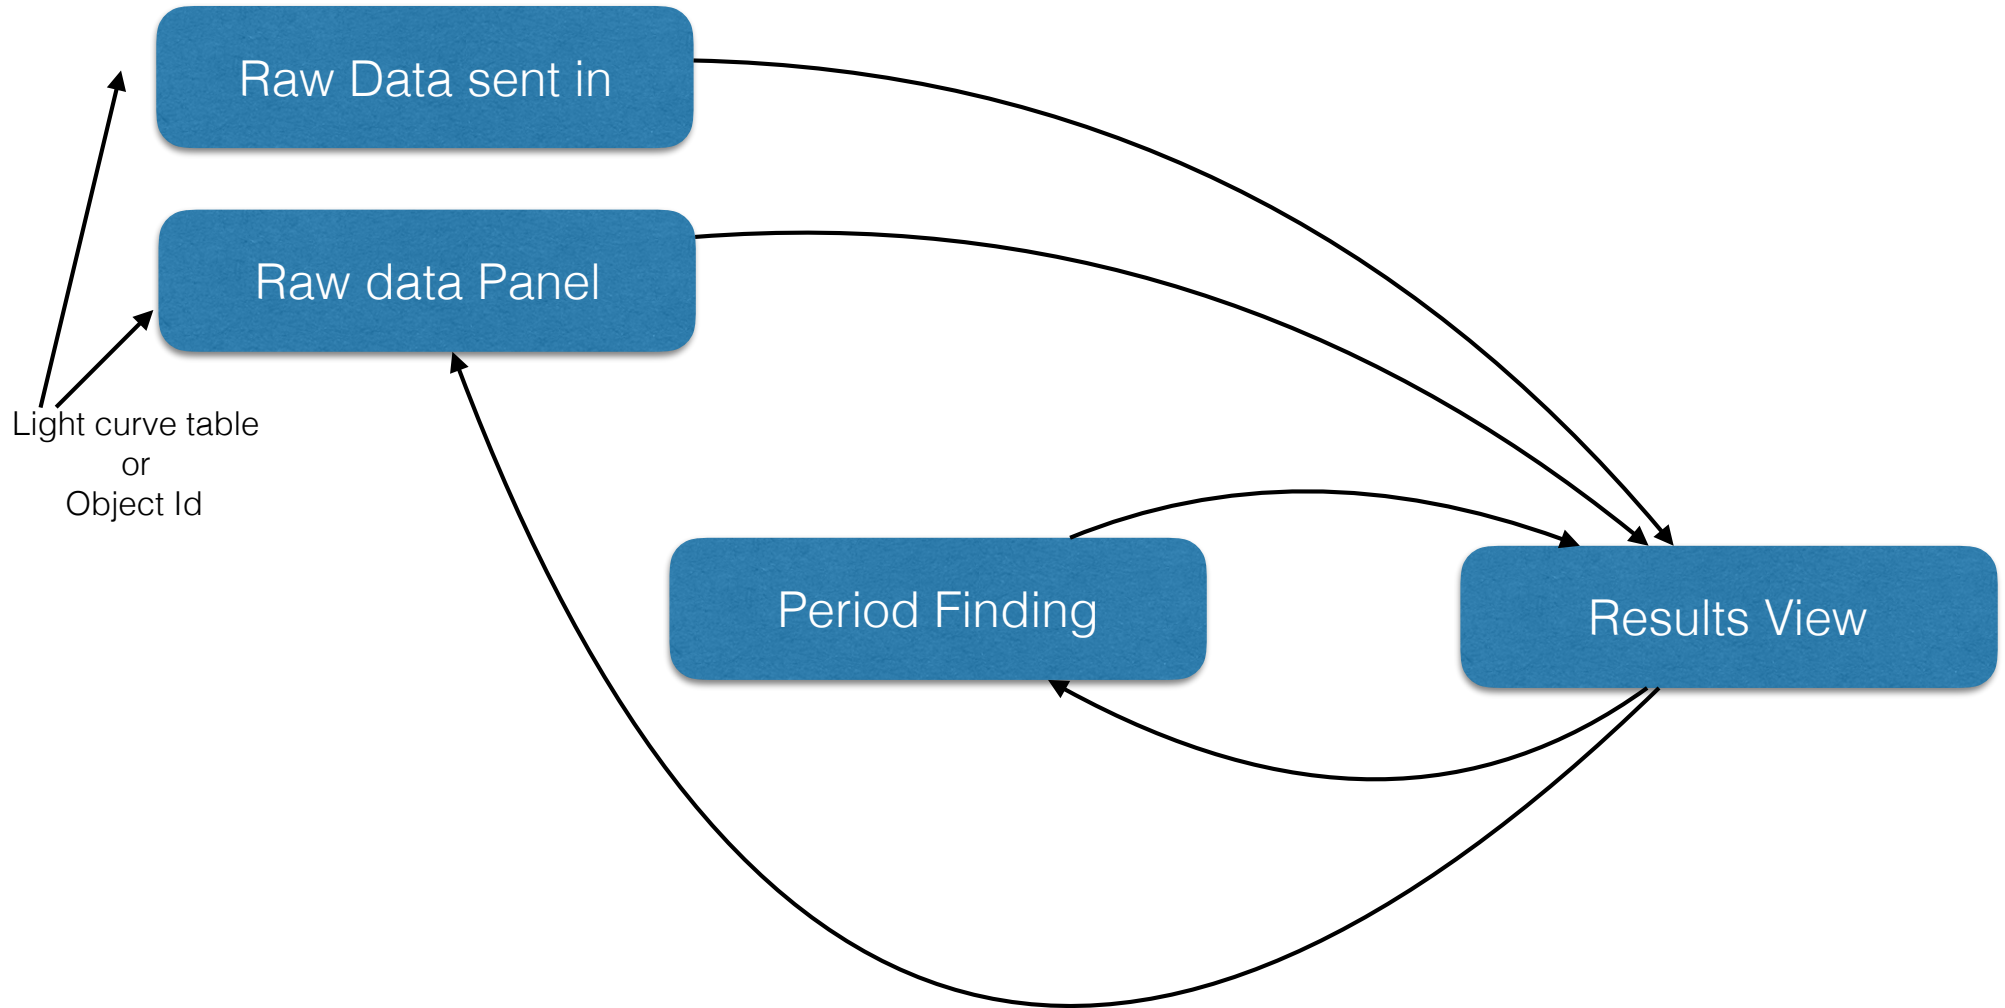 Raw Data sent in
Raw data Panel
Light curve table
or
Object Id
Period Finding
Results View